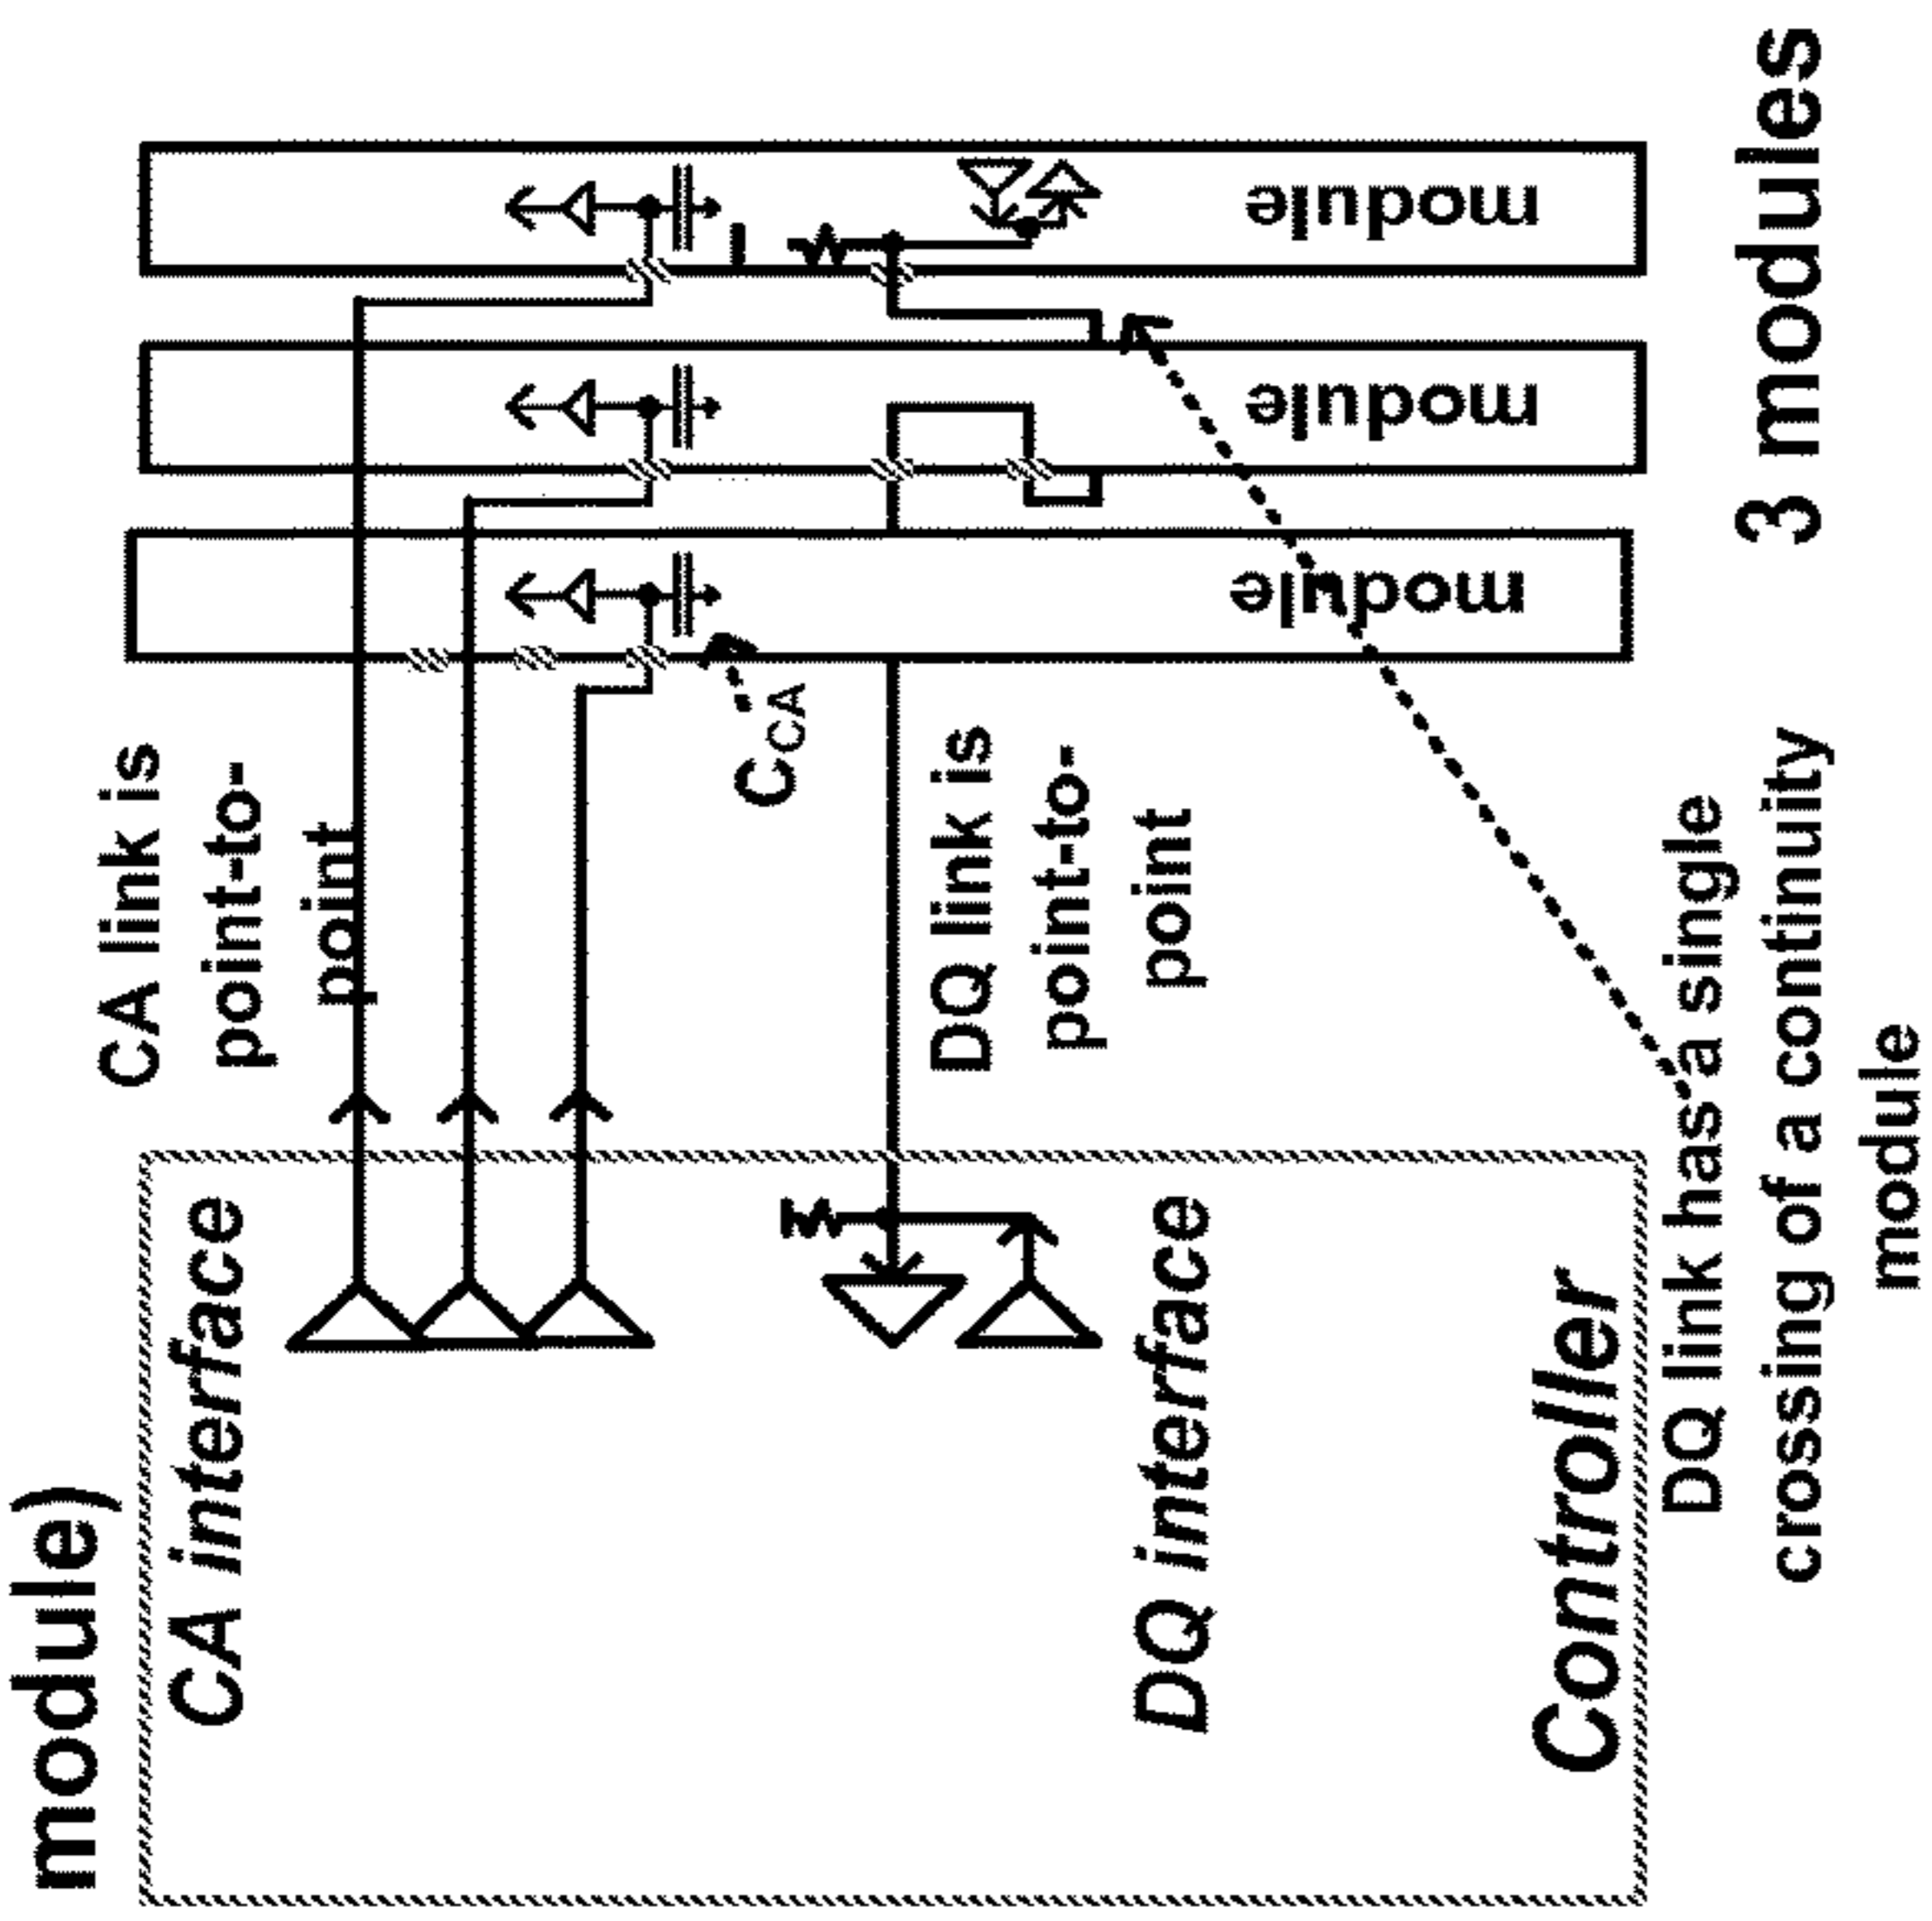 module)
CA interface
DQ interface
Controller
CA link is
point-to-
point
CCA
DQ link is
point-to-
point
module
module
module
DQ link has a single
crossing of a continuity
module
3 modules